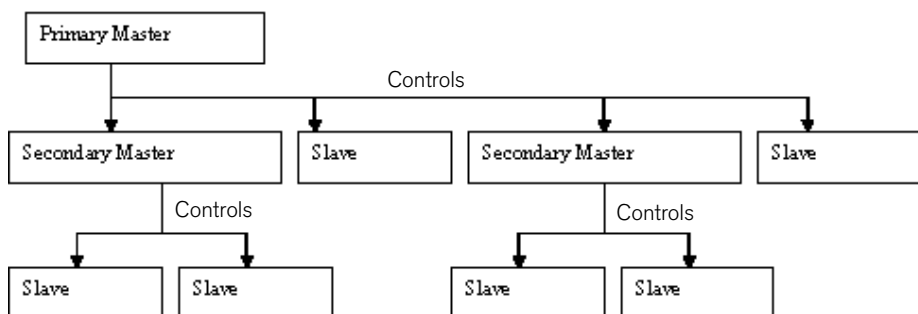 Primary Master
Controls
Secondary Master
Slave
Secondary Master
Slave
Controls
Controls
Slave
Slave
Slave
Slave